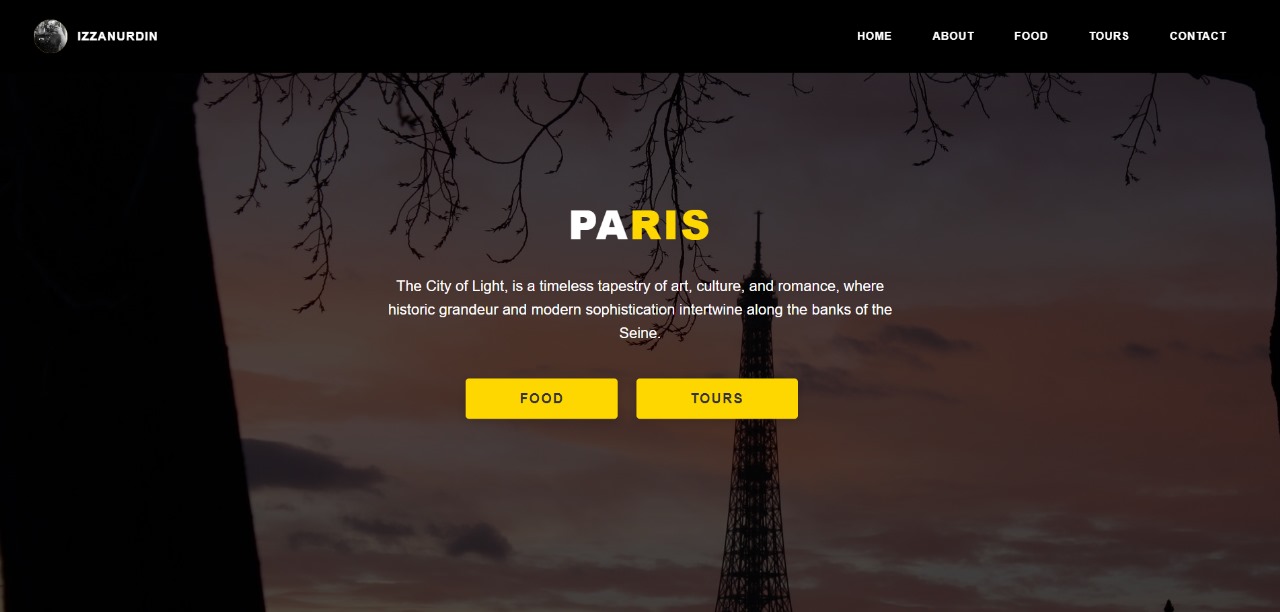 IZZANURDIN
HOME ABOUT FOOD TOURS CONTACT
PARIS
The City of Light, is a timeless tapestry of art, culture, and romance, where
historic grandeur and modern sophistication intertwine along the banks of the
Seine.
FOOD TOURS